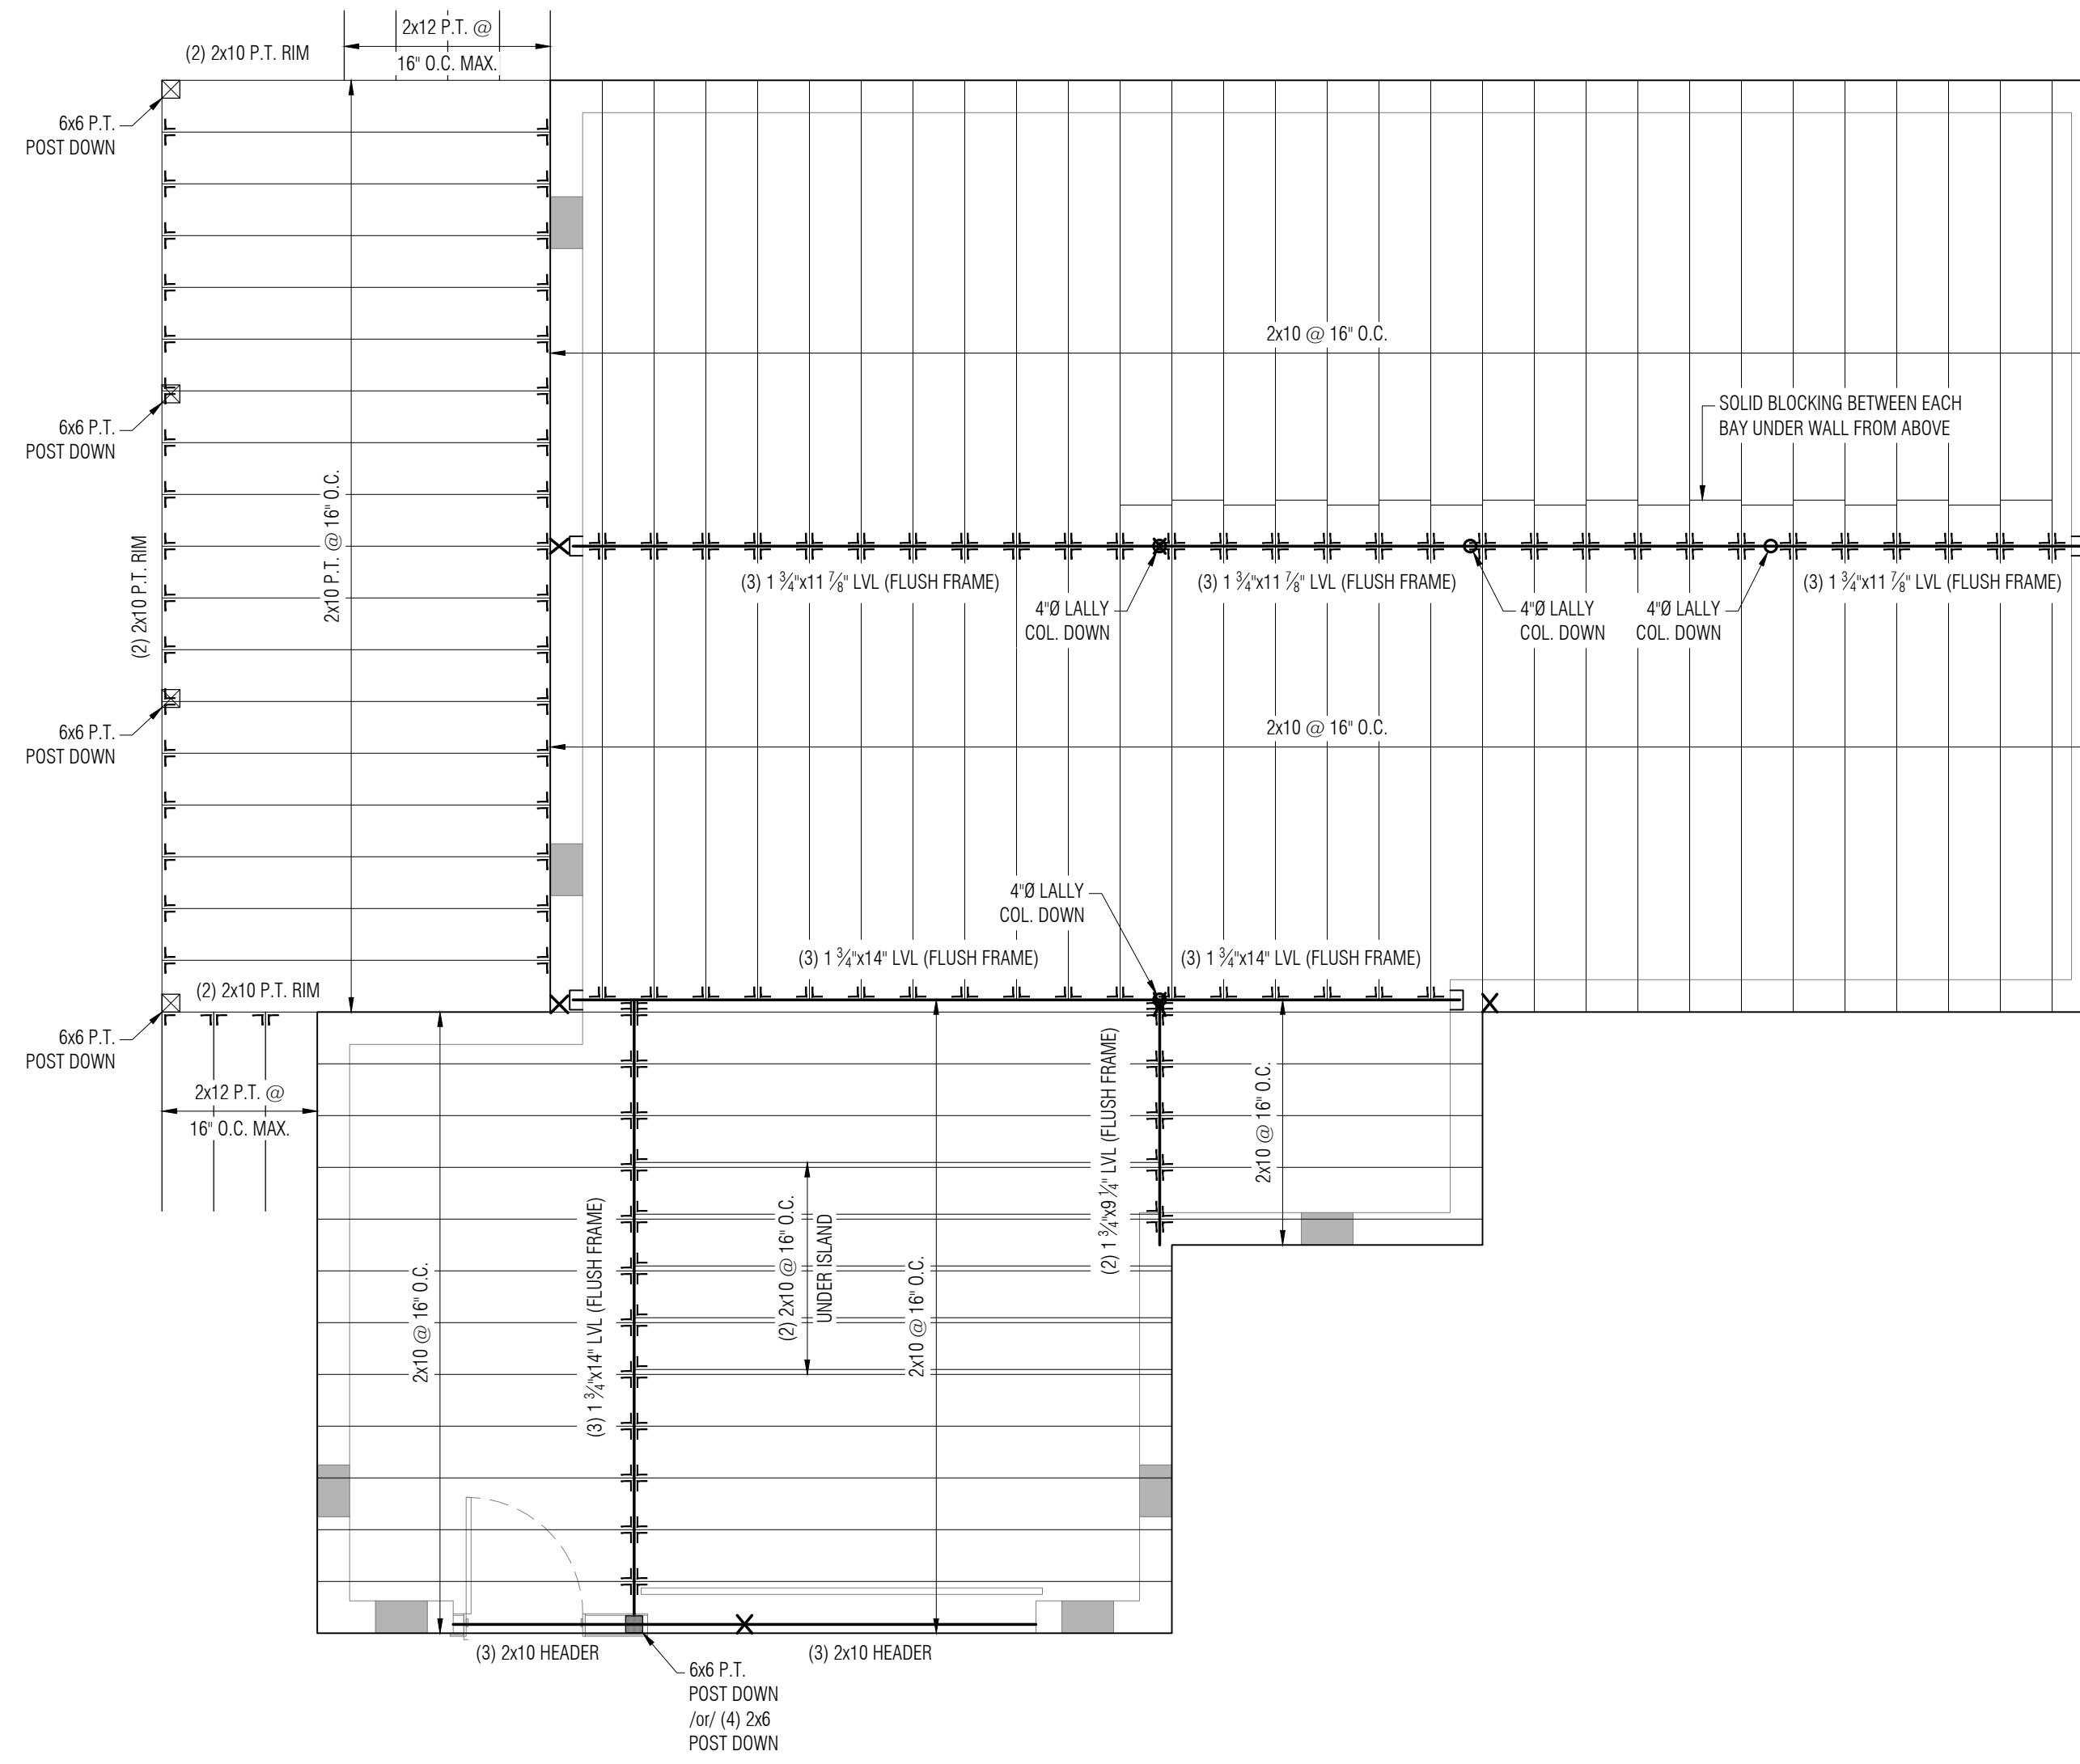 2x12 P.T. @
16" O.C. MAX.
(2) 2x10 P.T. RIM
6x6 P.T.
POST DOWN
2x10 @ 16" O.C.
SOLID BLOCKING BETWEEN EACH
BAY UNDER WALL FROM ABOVE
6x6 P.T.
POST DOWN
2x10 P.T. @ 16" O.C.
(2) 2x10 P.T. RIM
(3) 1 3/4"x11 7/8" LVL (FLUSH FRAME)
(3) 1 3/4"x11 7/8" LVL (FLUSH FRAME)
(3) 1 3/4"x11 7/8" LVL (FLUSH FRAME)
4"Ø LALLY
COL. DOWN
4"Ø LALLY
COL. DOWN
4"Ø LALLY
COL. DOWN
6x6 P.T.
POST DOWN
2x10 @ 16" O.C.
4"Ø LALLY
COL. DOWN
(3) 1 3/4"x14" LVL (FLUSH FRAME)
(3) 1 3/4"x14" LVL (FLUSH FRAME)
(2) 2x10 P.T. RIM
6x6 P.T.
POST DOWN
2x12 P.T. @
16" O.C. MAX.
(2) 1 3/4"x9 1/4" LVL (FLUSH FRAME)
2x10 @ 16" O.C.
2x10 @ 16" O.C.
(3) 1 3/4"x14" LVL (FLUSH FRAME)
(2) 2x10 @ 16" O.C.
UNDER ISLAND
2x10 @ 16" O.C.
(3) 2x10 HEADER
(3) 2x10 HEADER
6x6 P.T.
POST DOWN
/or/ (4) 2x6
POST DOWN